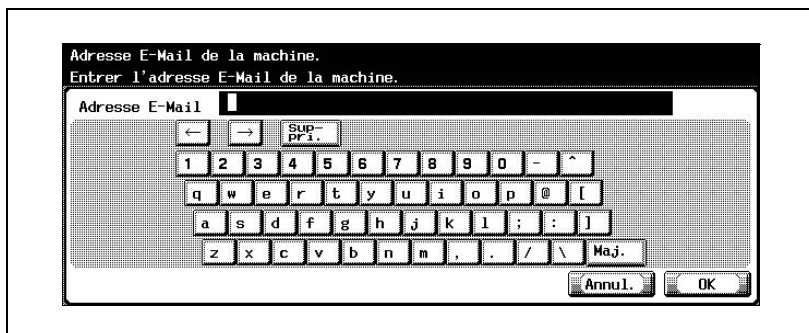 Adresse E-Mail de la machine.
Entrer l'adresse E-Mail de la machine.
Adresse E-Mail
← → Sup-
pri.
1 2 3 4 5 6 7 8 9 0 - ^
q w e r t y u i o p @ [
a s d f g h j k l ; : ]
z x c v b n m , . / \ Maj.
Annul. OK